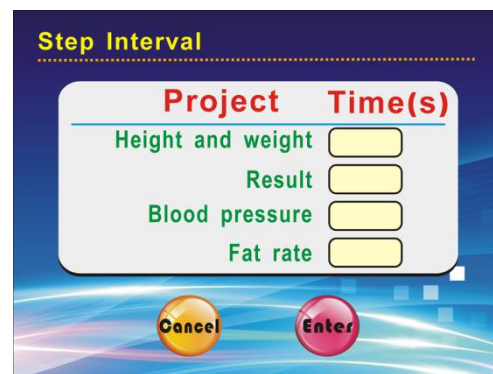 Step Interval
Project Time(s)
Height and weight
Result
Blood pressure
Fat rate
Cancel Enter